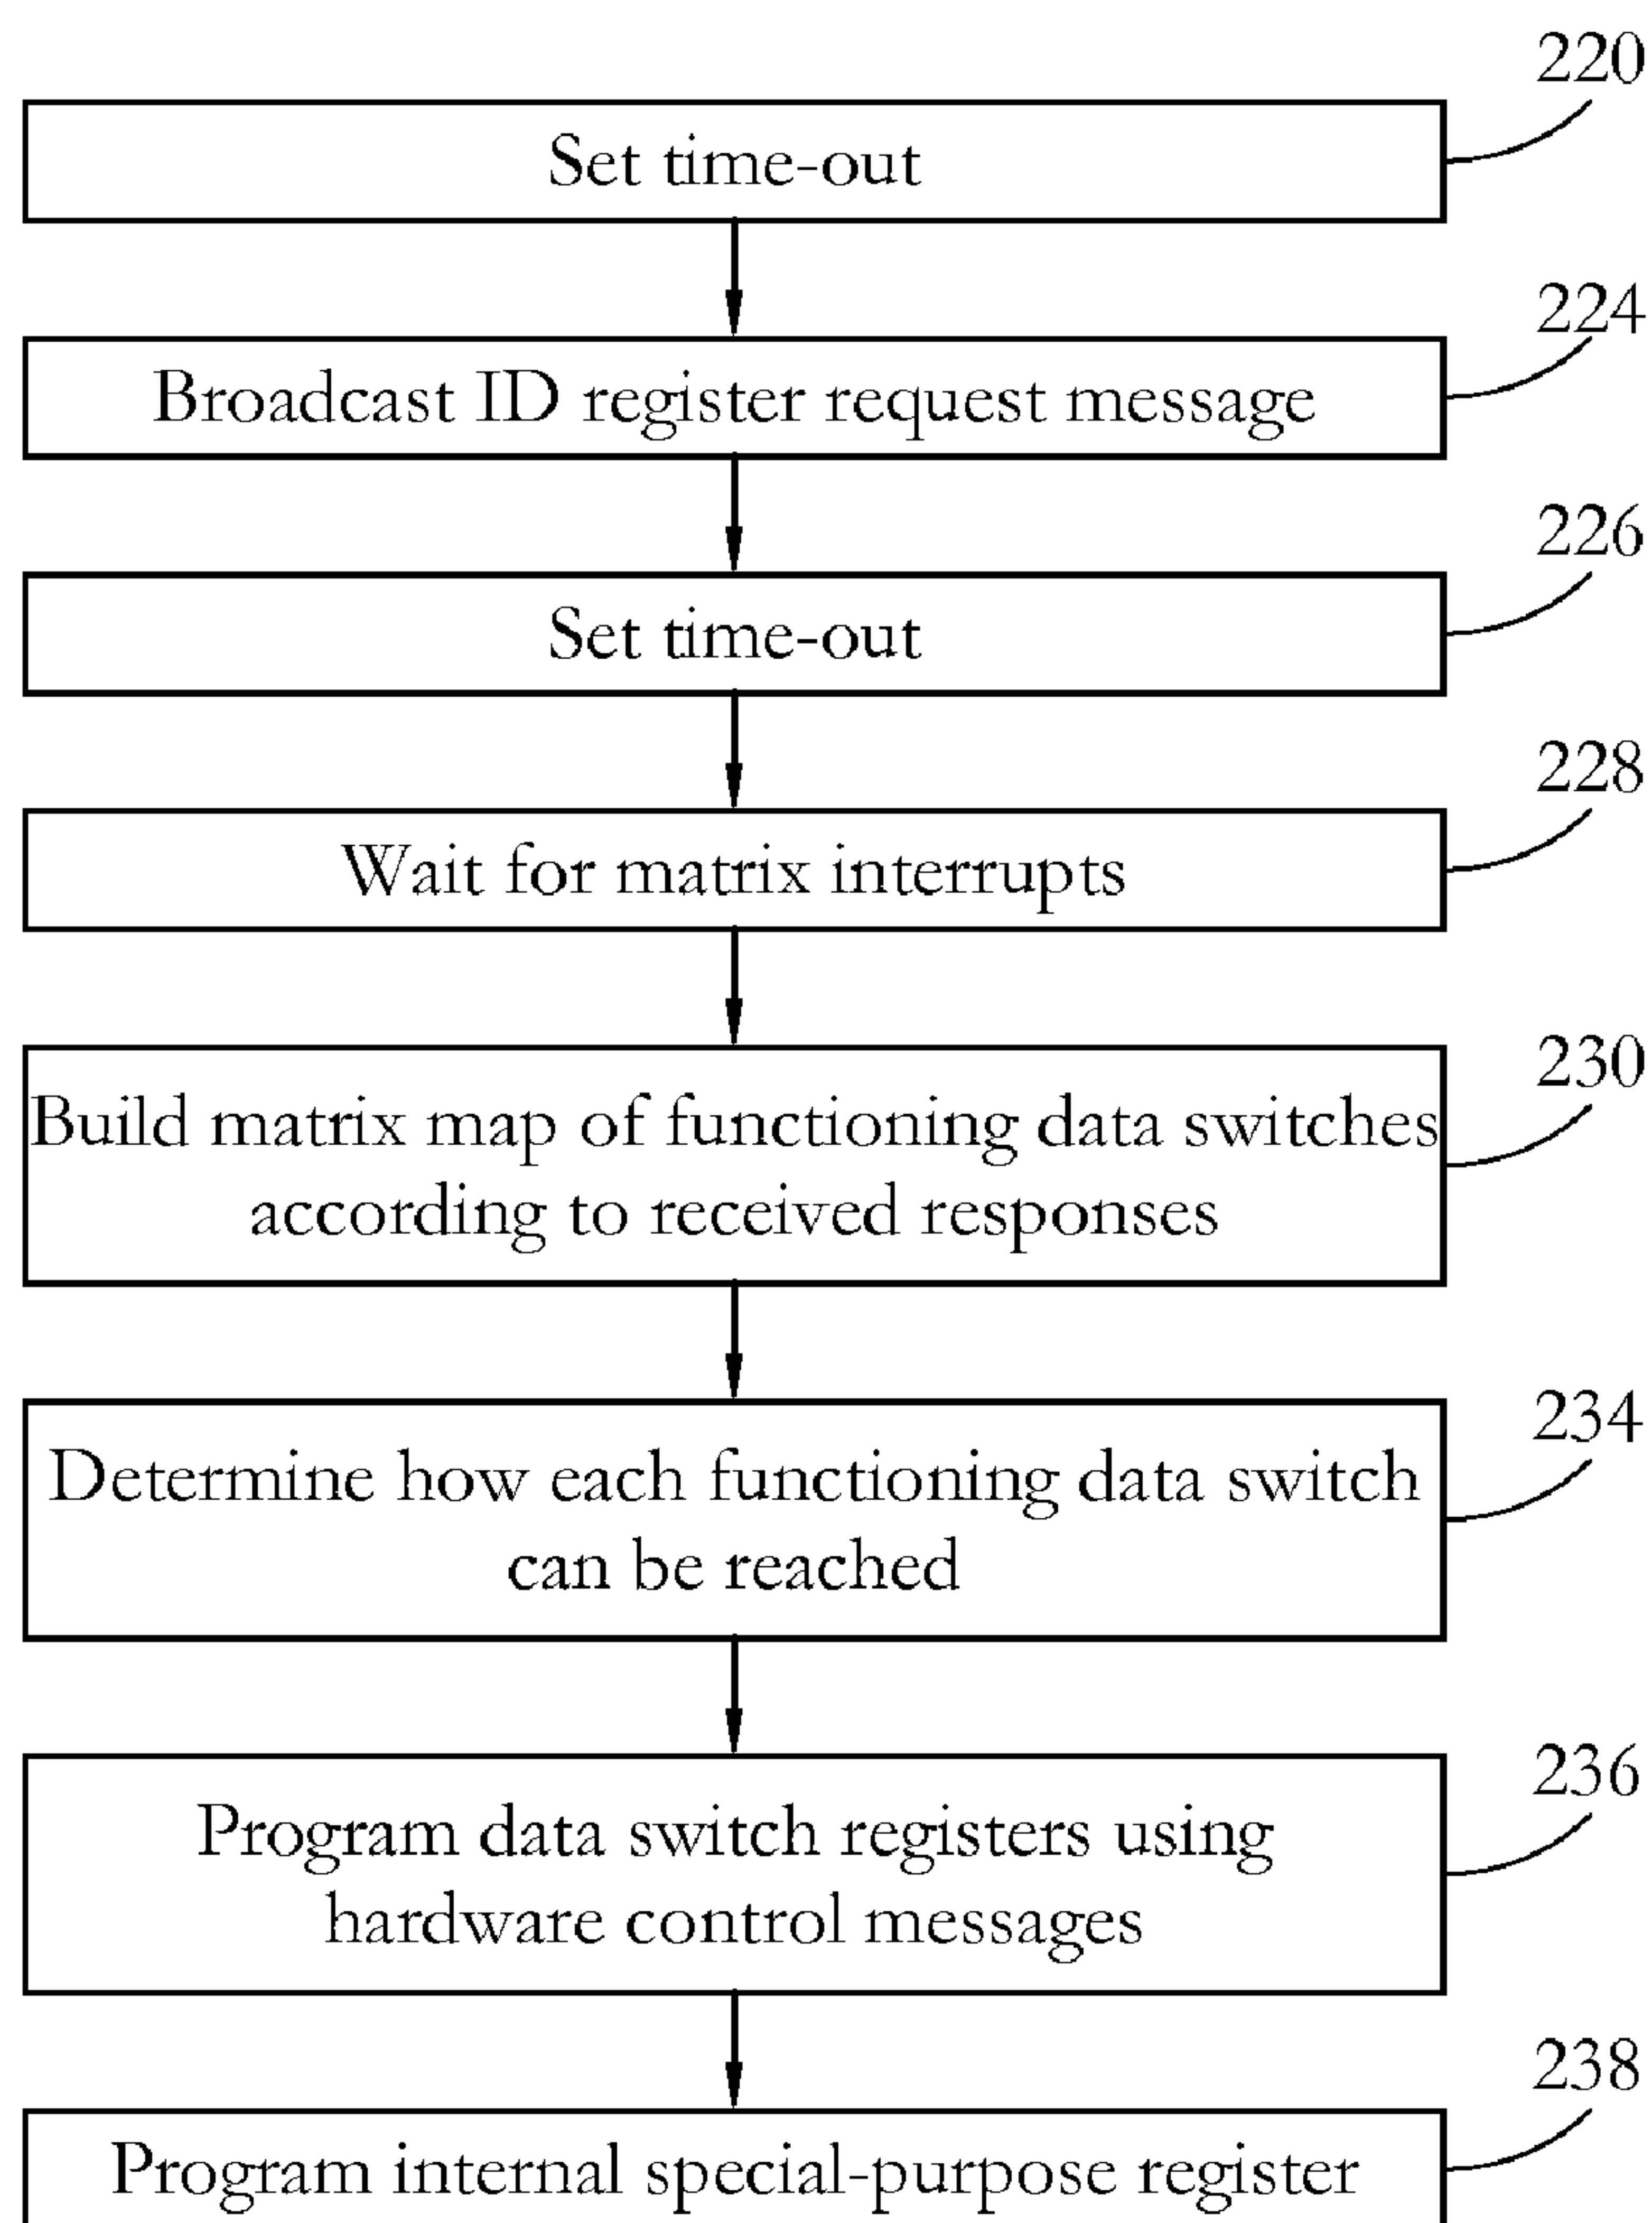 220
Set time-out
224
Broadcast ID register request message
226
Set time-out
228
Wait for matrix interrupts
230
Build matrix map of functioning data switches
according to received responses
234
Determine how each functioning data switch
can be reached
236
Program data switch registers using
hardware control messages
238
Program internal special-purpose register